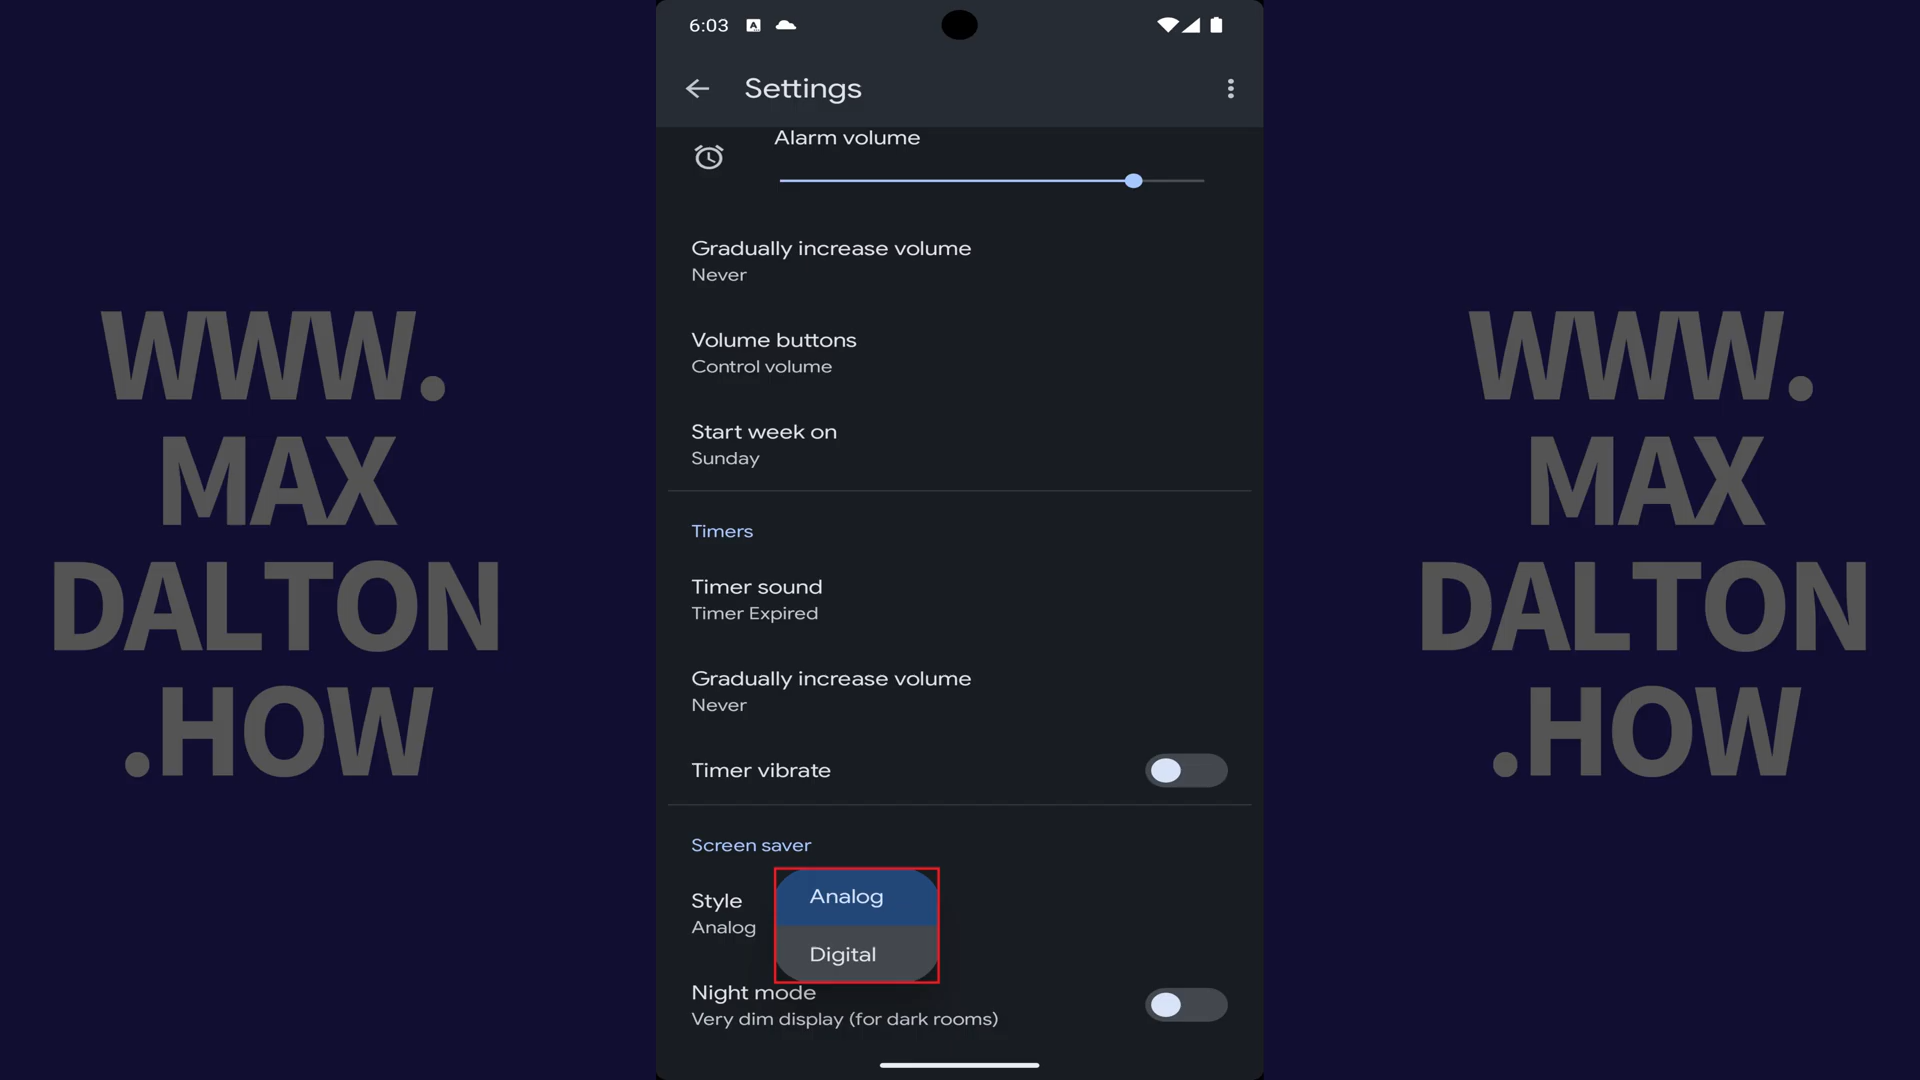 6:03
Settings
Alarm volume
Gradually increase volume
Never
Volume buttons
Control volume
Start week on
Sunday
Timers
Timer sound
Timer Expired
Gradually increase volume
Never
Timer vibrate
Screen saver
Style
Analog
Analog
Digital
Night mode
Very dim display (for dark rooms)
WWW.
MAX
DALTON
.HOW
WWW.
MAX
DALTON
.HOW